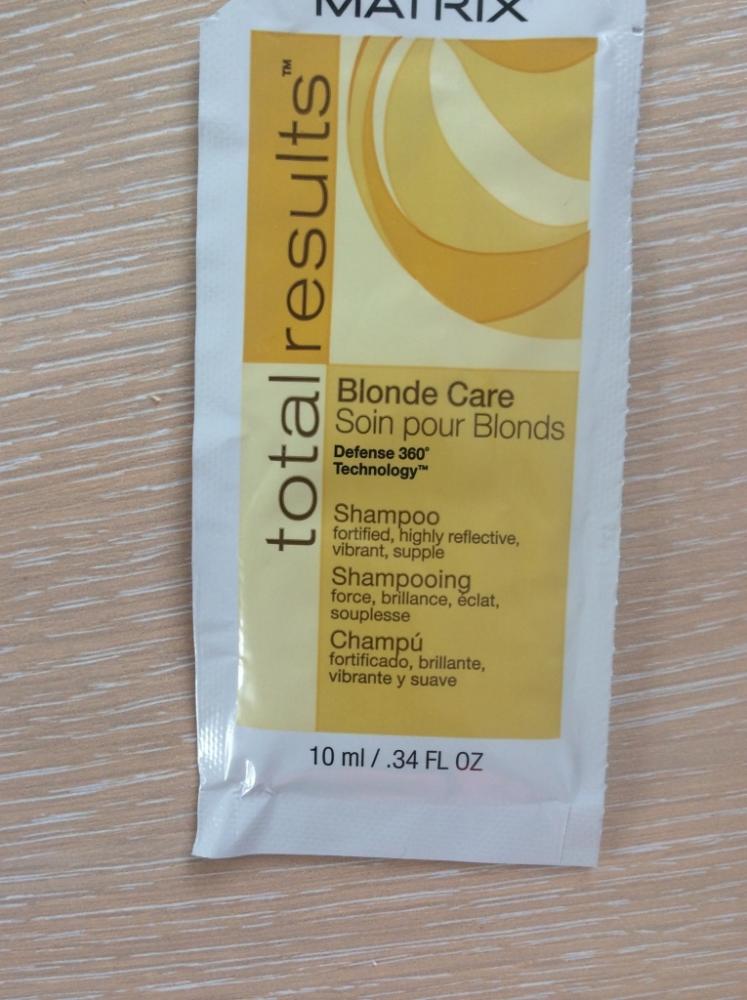 MATRIX
total results™
Blonde Care
Soin pour Blonds
Defense 360°
Technology™
Shampoo
fortified, highly reflective,
vibrant, supple
Shampooing
force, brillance, éclat,
souplesse
Champú
fortificado, brillante,
vibrante y suave
10 ml / .34 FL OZ